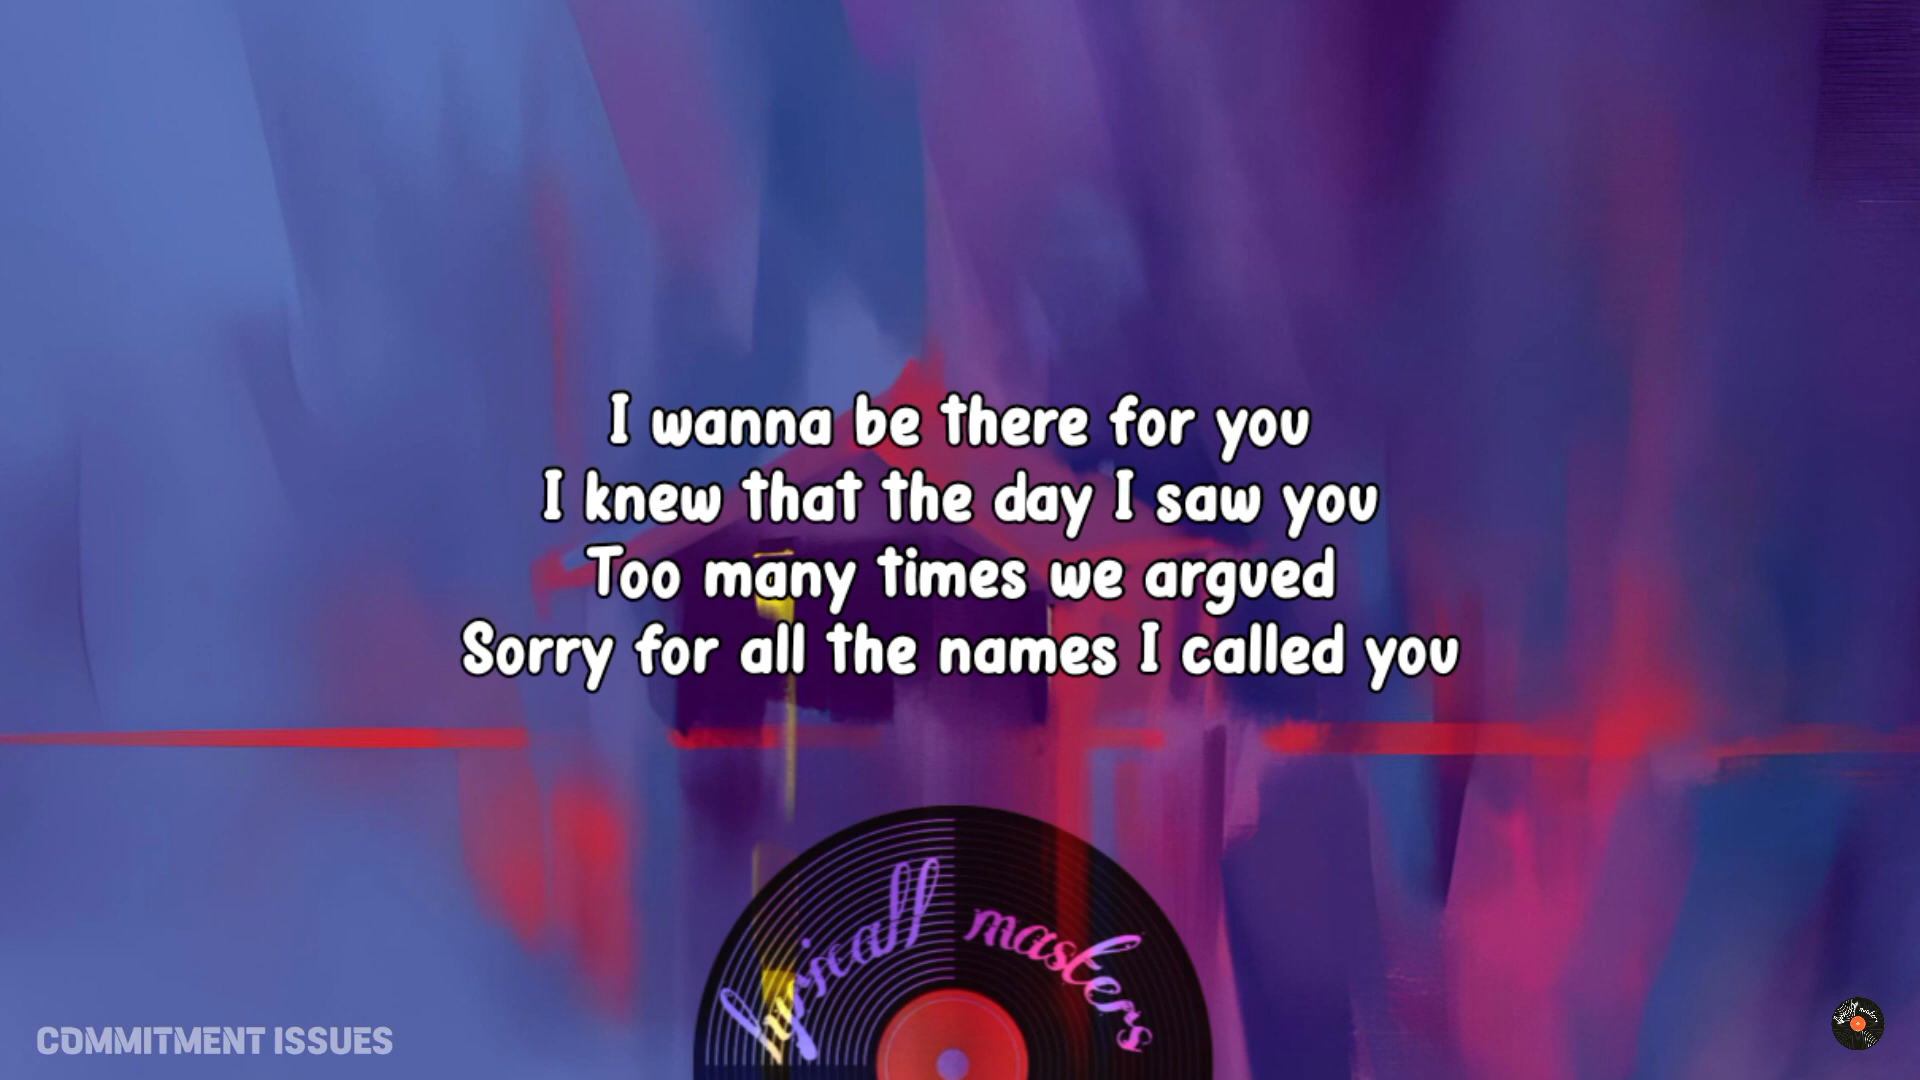 I wanna be there for you
I knew that the day I saw you
Too many times we argued
Sorry for all the names I called you
lyricall masters
COMMITMENT ISSUES